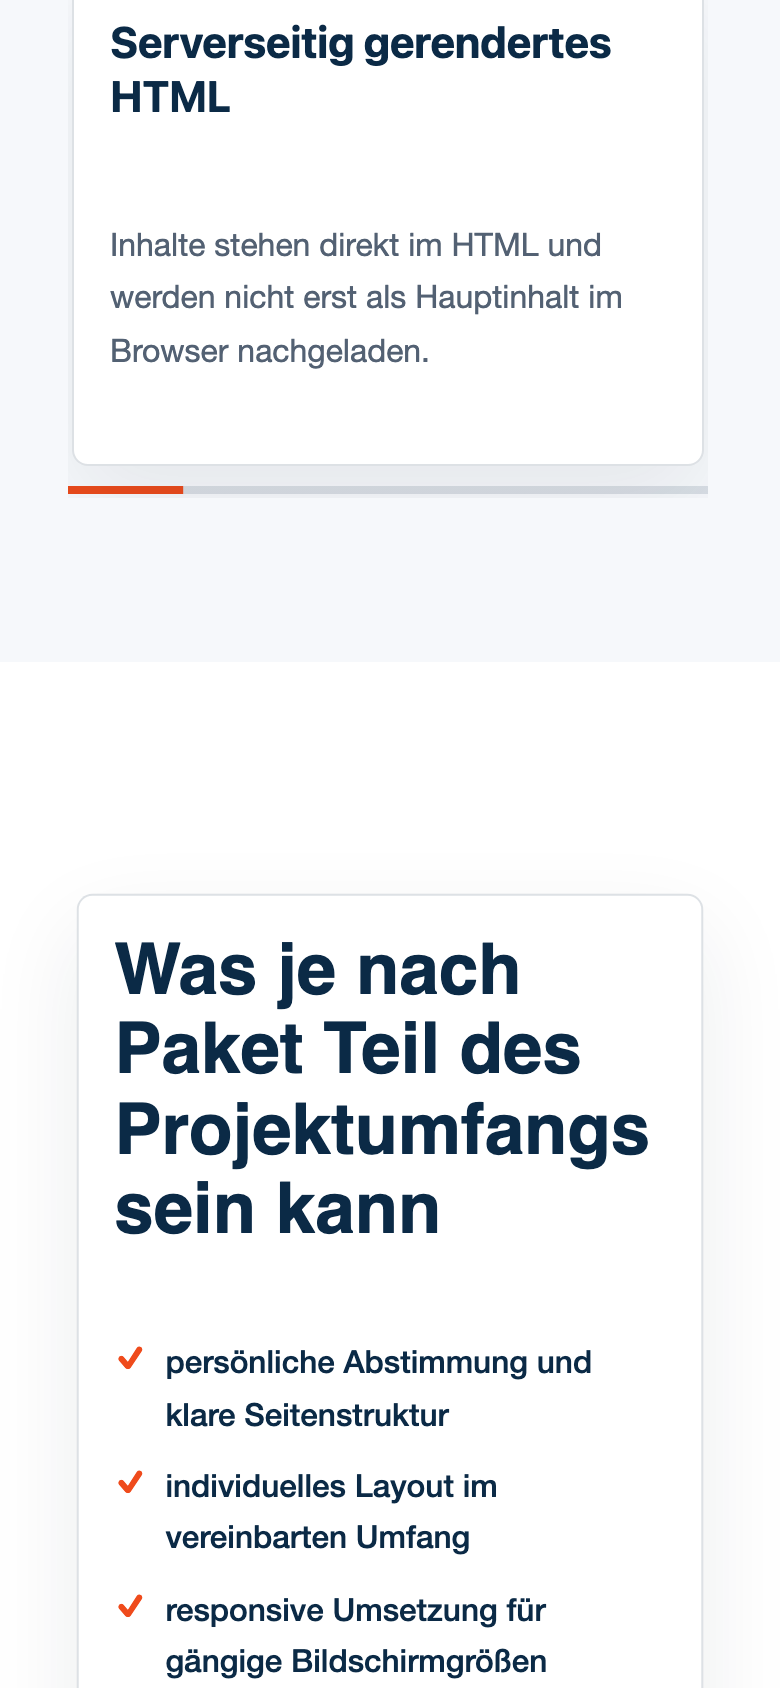 Serverseitig gerendertes
HTML
Inhalte stehen direkt im HTML und
werden nicht erst als Hauptinhalt im
Browser nachgeladen.
Was je nach
Paket Teil des
Projektumfangs
sein kann
persönliche Abstimmung und
klare Seitenstruktur
individuelles Layout im
vereinbarten Umfang
responsive Umsetzung für
gängige Bildschirmgrößen